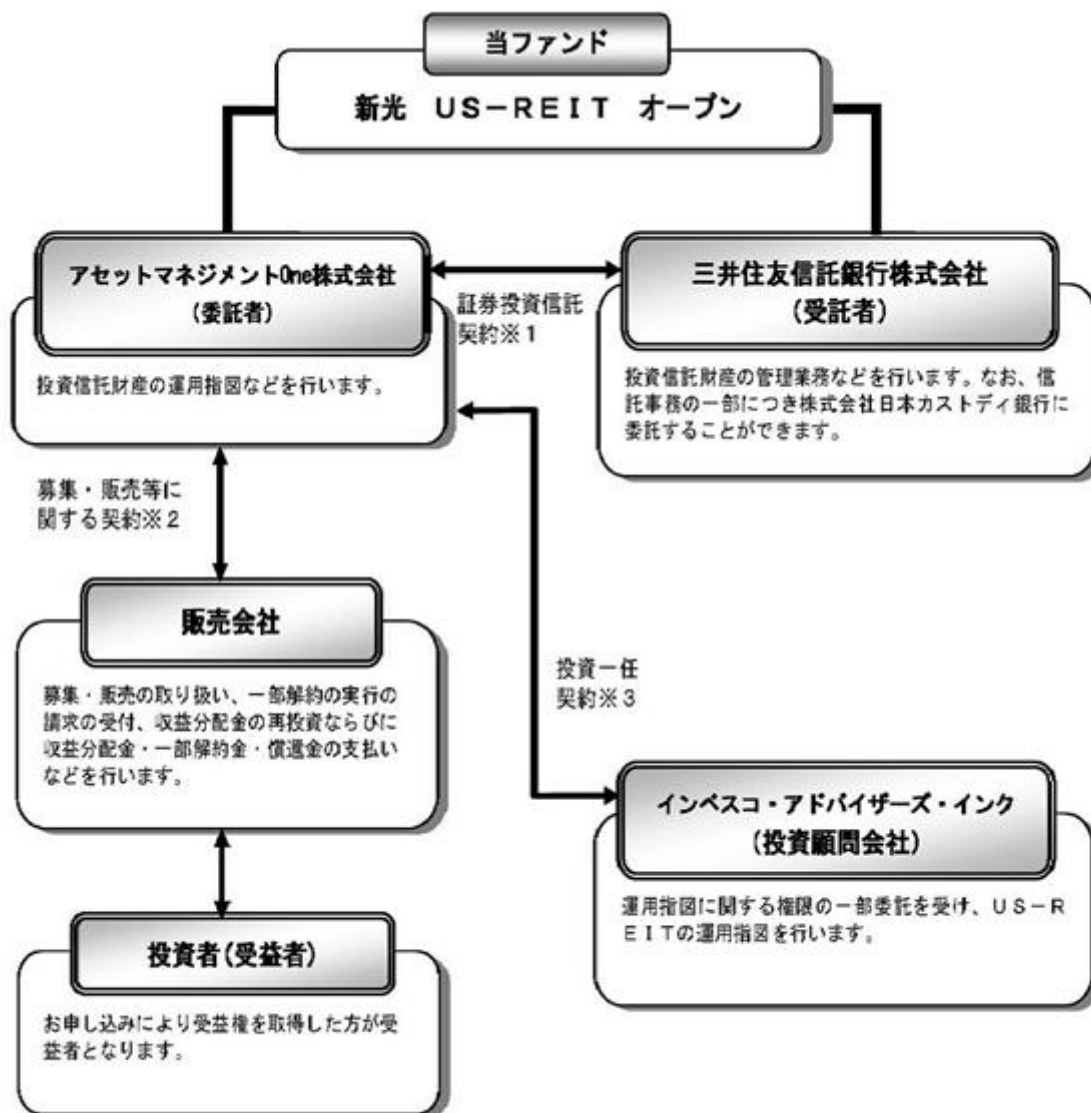 当ファンド
新光 US-REIT オープン
アセットマネジメントOne株式会社
(委託者)
投資信託財産の運用指図などを行います。
証券投資信託
契約※1
三井住友信託銀行株式会社
(受託者)
投資信託財産の管理業務などを行います。なお、信
託事務の一部につき株式会社日本カストディ銀行に
委託することができます。
募集・販売等に
関する契約※2
販売会社
募集・販売の取り扱い、一部解約の実行の
請求の受付、収益分配金の再投資ならびに
収益分配金・一部解約金・償還金の支払い
などを行います。
投資一任
契約※3
インベスコ・アドバイザーズ・インク
(投資顧問会社)
運用指図に関する権限の一部委託を受け、US-R
EITの運用指図を行います。
投資者(受益者)
お申し込みにより受益権を取得した方が受
益者となります。